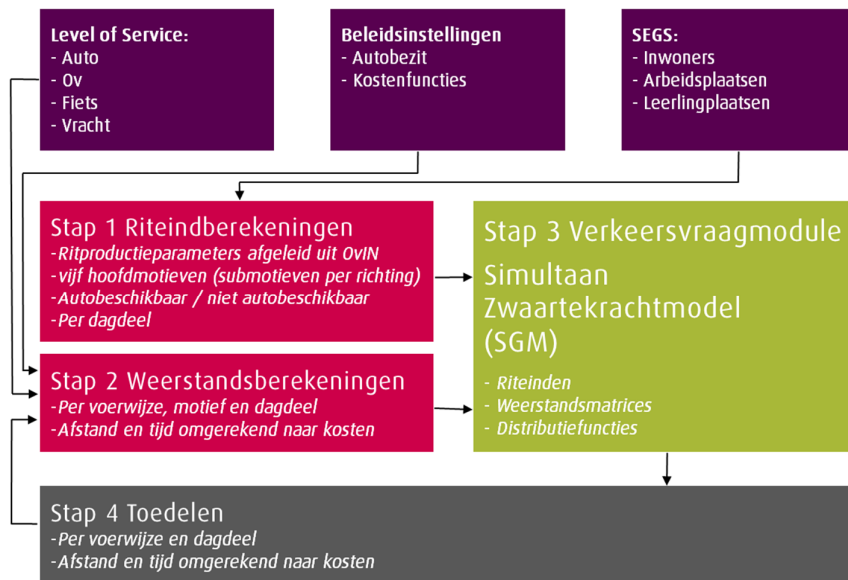 Level of Service:
- Auto
- Ov
- Fiets
- Vracht
Beleidsinstellingen
- Autobezit
- Kostenfuncties
SEGS:
- Inwoners
- Arbeidsplaatsen
- Leerlingplaatsen
Stap 1 Riteindberekeningen
-Ritproductieparameters afgeleid uit OvIN
-vijf hoofdmotieven (submotieven per richting)
-Autobeschikbaar / niet autobeschikbaar
-Per dagdeel
Stap 2 Weerstandsberekeningen
-Per voerwijze, motief en dagdeel
-Afstand en tijd omgerekend naar kosten
Stap 3 Verkeersvraagmodule
Simultaan
Zwaartekrachtmodel
(SGM)
- Riteinden
- Weerstandsmatrices
- Distributiefuncties
Stap 4 Toedelen
-Per voerwijze en dagdeel
-Afstand en tijd omgerekend naar kosten